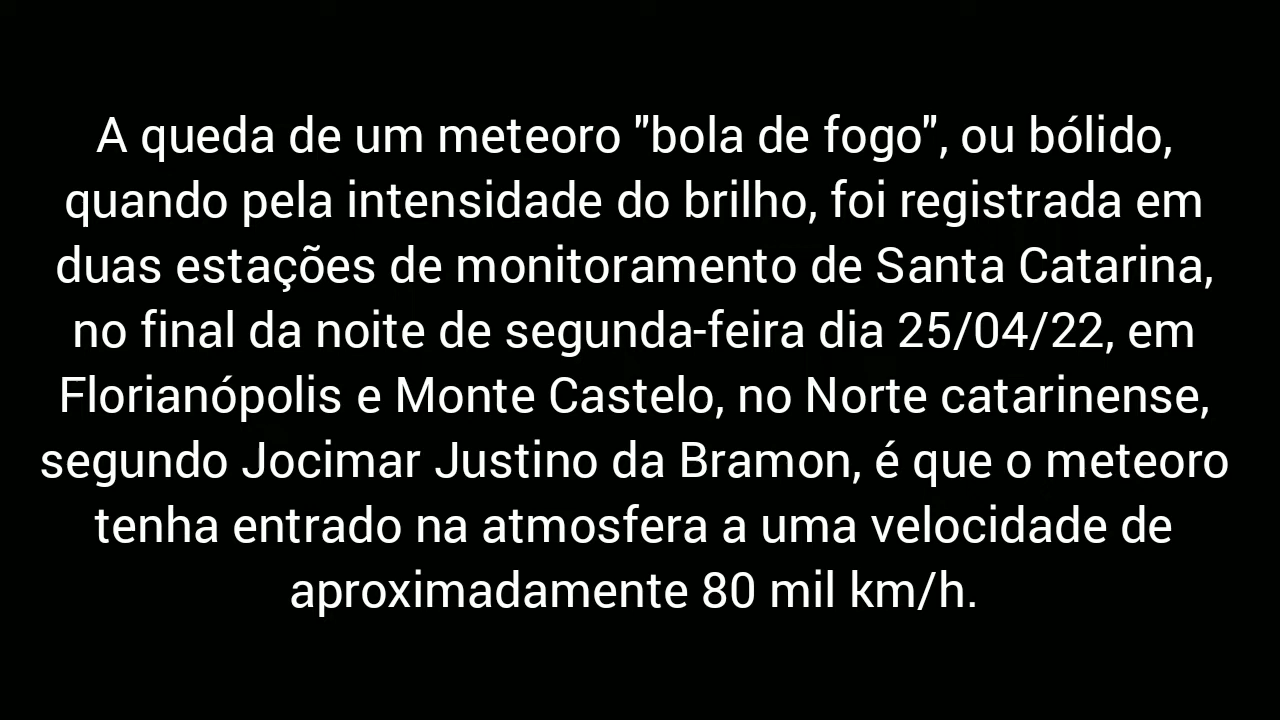 A queda de um meteoro "bola de fogo", ou bólido,
quando pela intensidade do brilho, foi registrada em
duas estações de monitoramento de Santa Catarina,
no final da noite de segunda-feira dia 25/04/22, em
Florianópolis e Monte Castelo, no Norte catarinense,
segundo Jocimar Justino da Bramon, é que o meteoro
tenha entrado na atmosfera a uma velocidade de
aproximadamente 80 mil km/h.